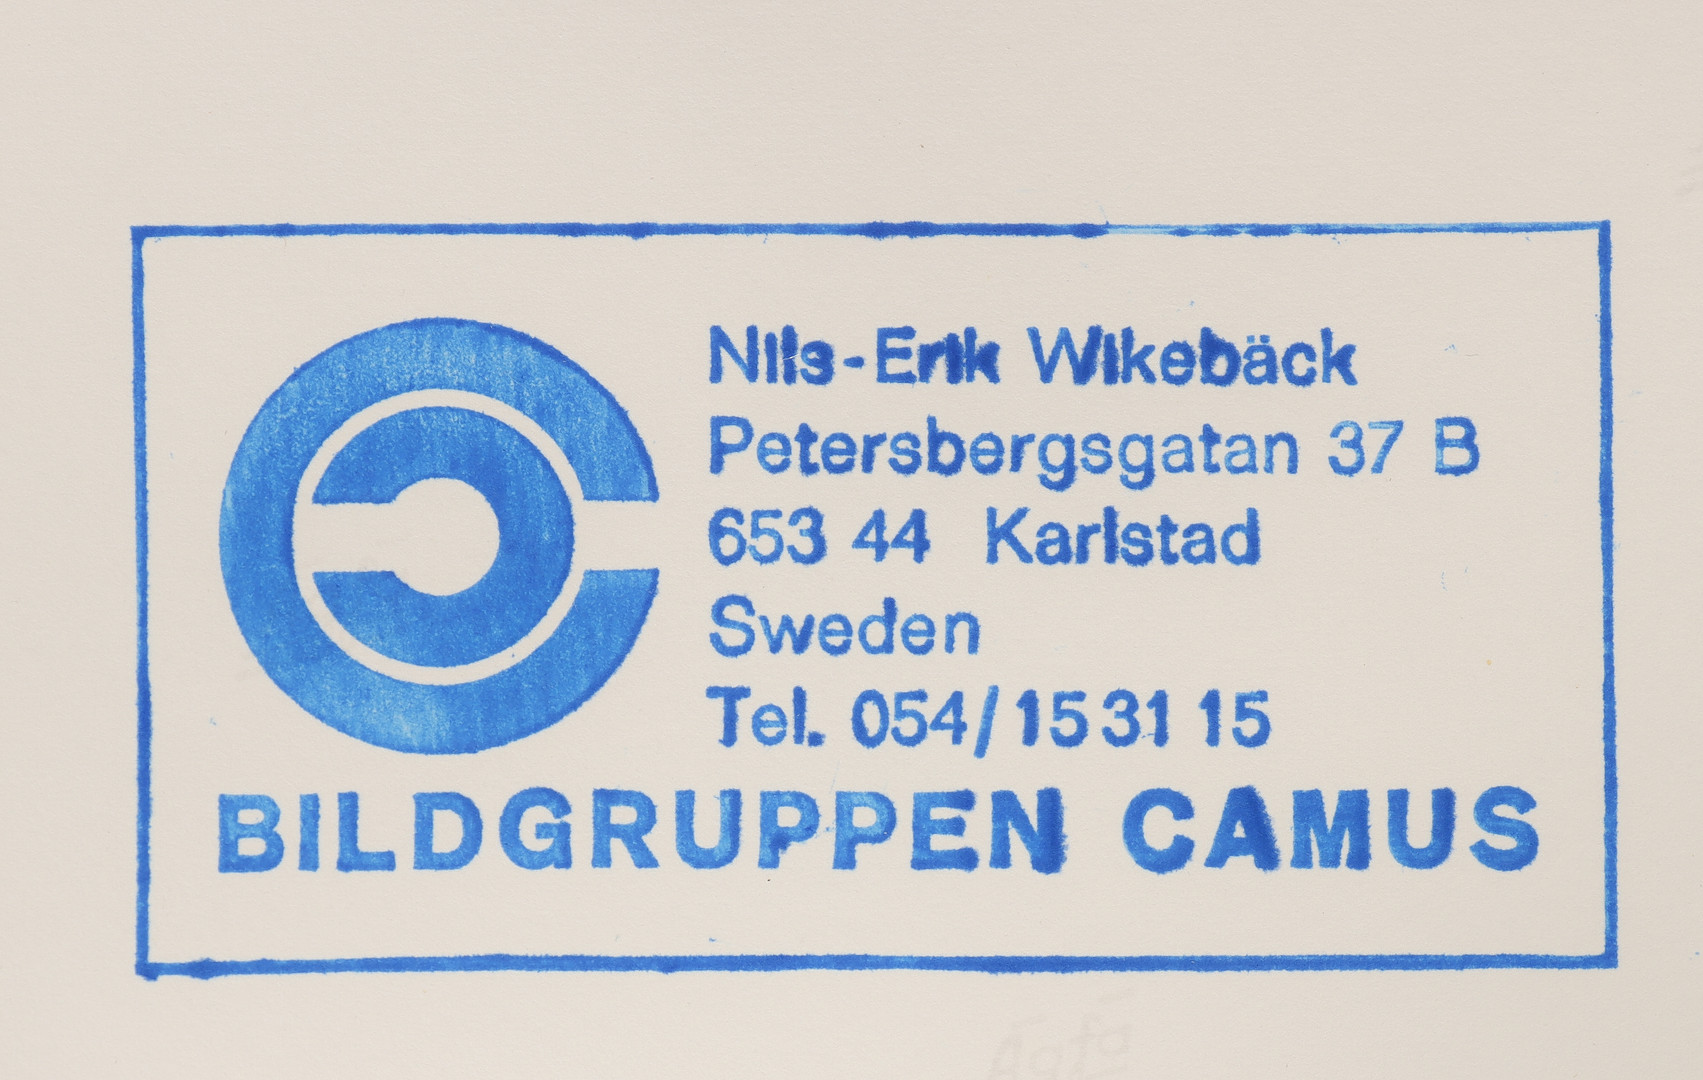 Nils-Erik Wikebäck
Petersbergsgatan 37 B
653 44 Karlstad
Sweden
Tel. 054/15 31 15
BILDGRUPPEN CAMUS